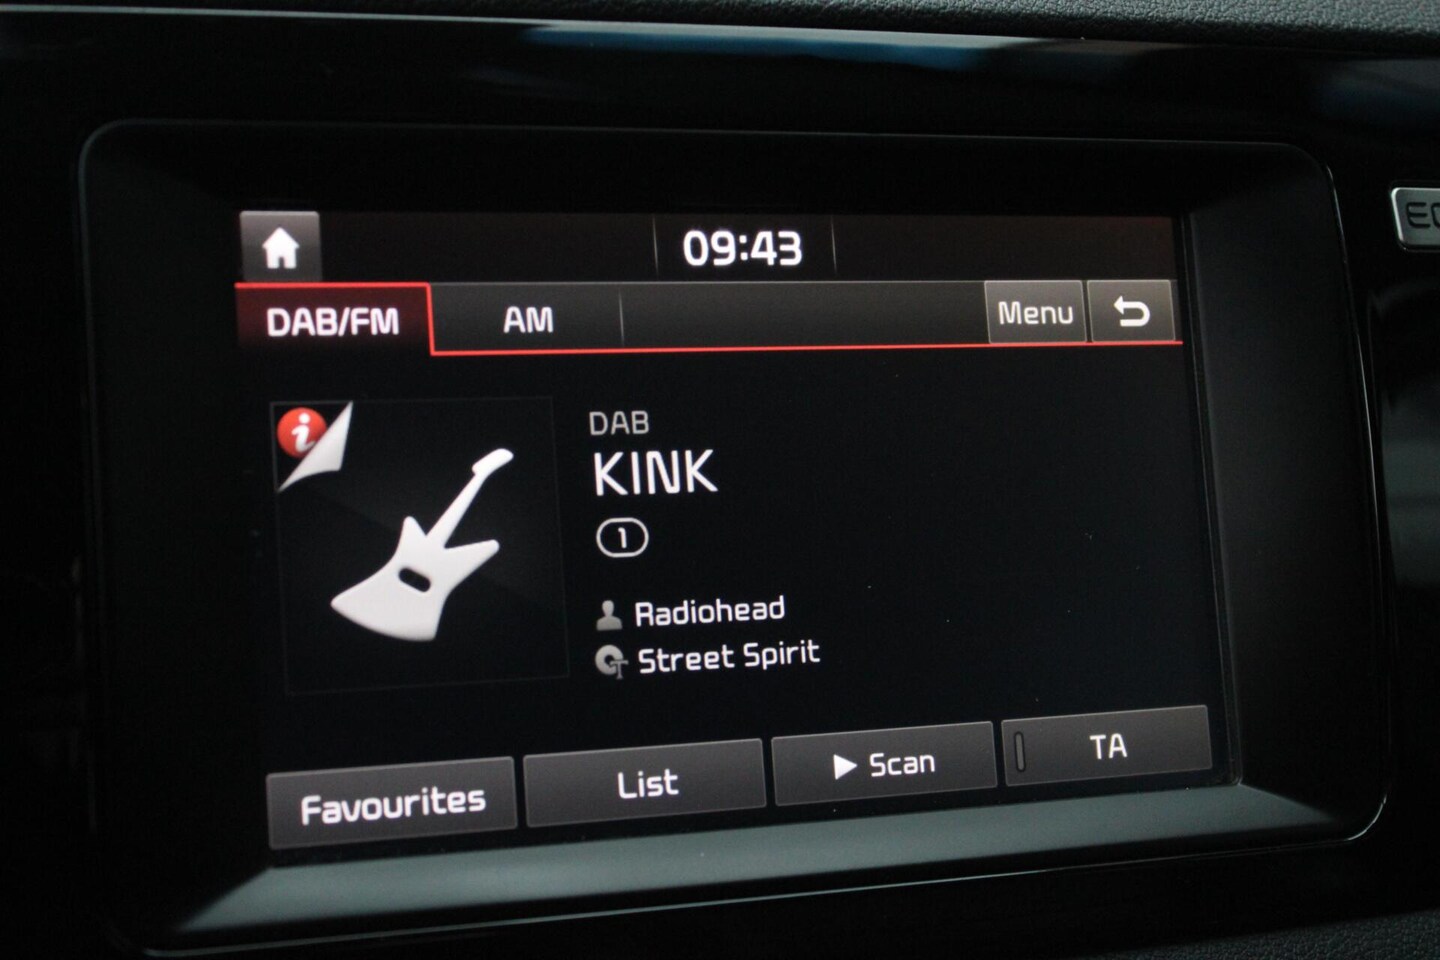 09:43
DAB/FM AM Menu
i
DAB
KINK
1
Radiohead
Street Spirit
Favourites List Scan TA